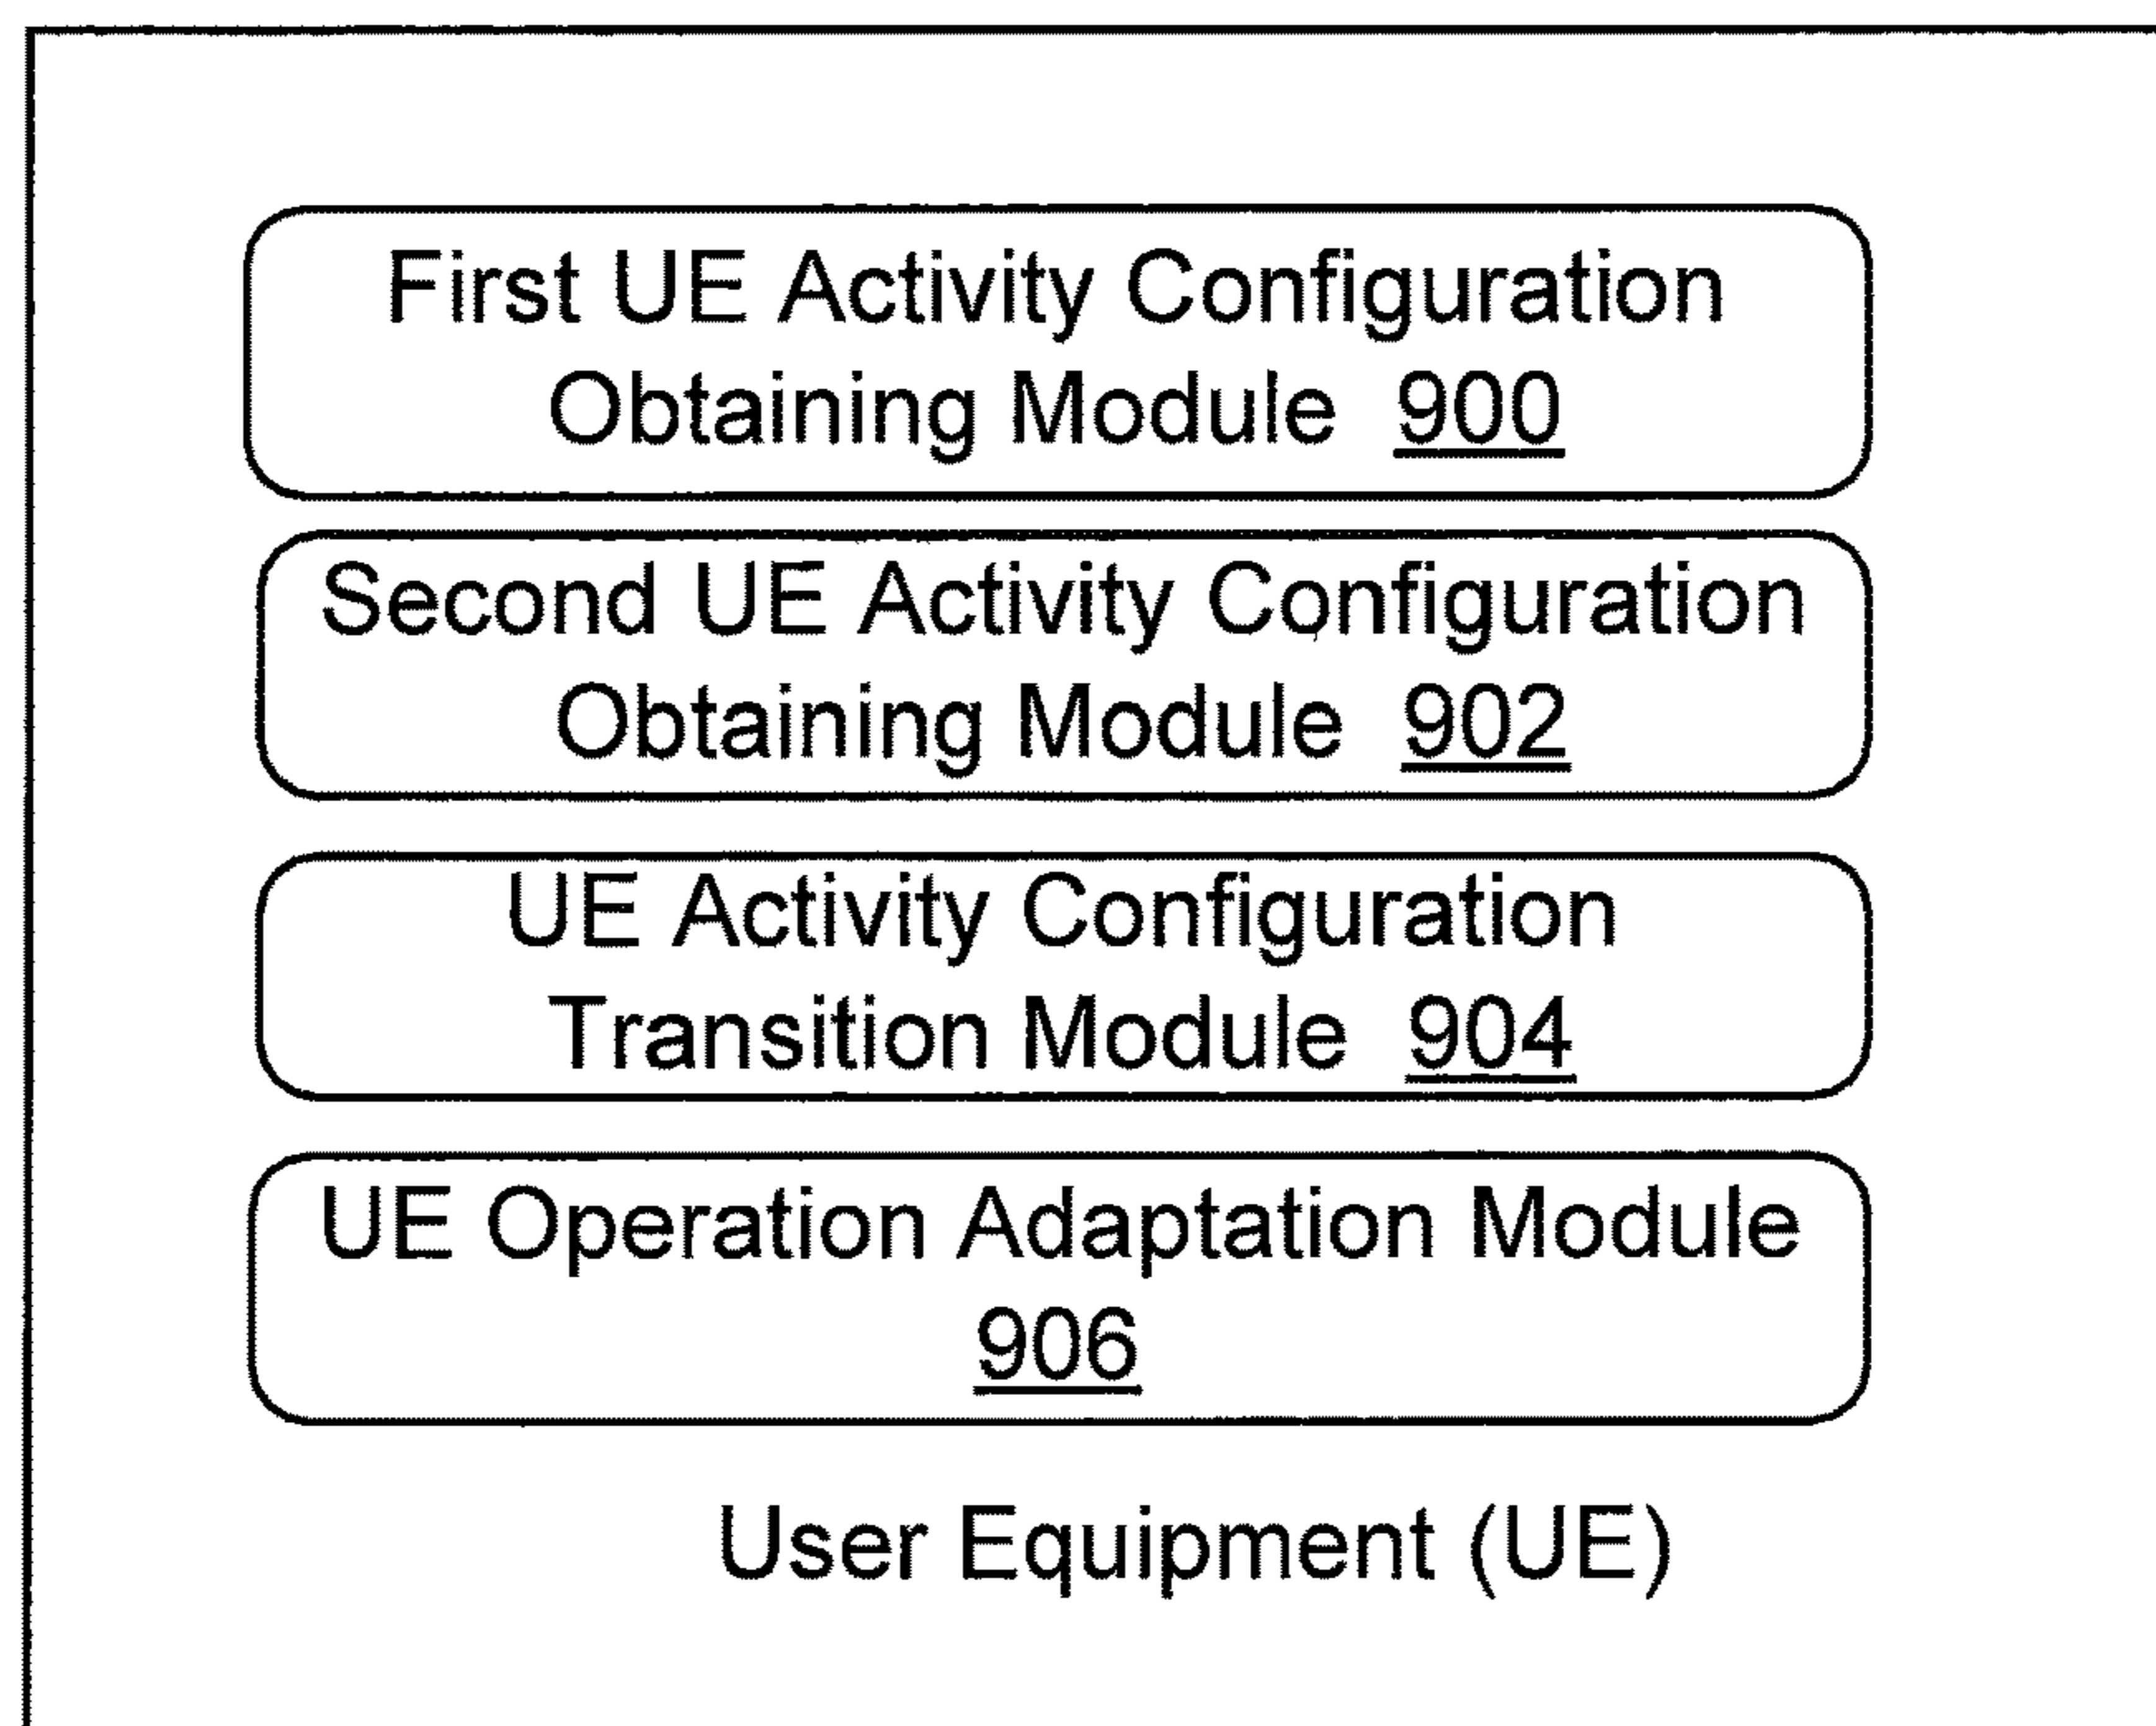 First UE Activity Configuration
Obtaining Module 900
Second UE Activity Configuration
Obtaining Module 902
UE Activity Configuration
Transition Module 904
UE Operation Adaptation Module
906
User Equipment (UE)